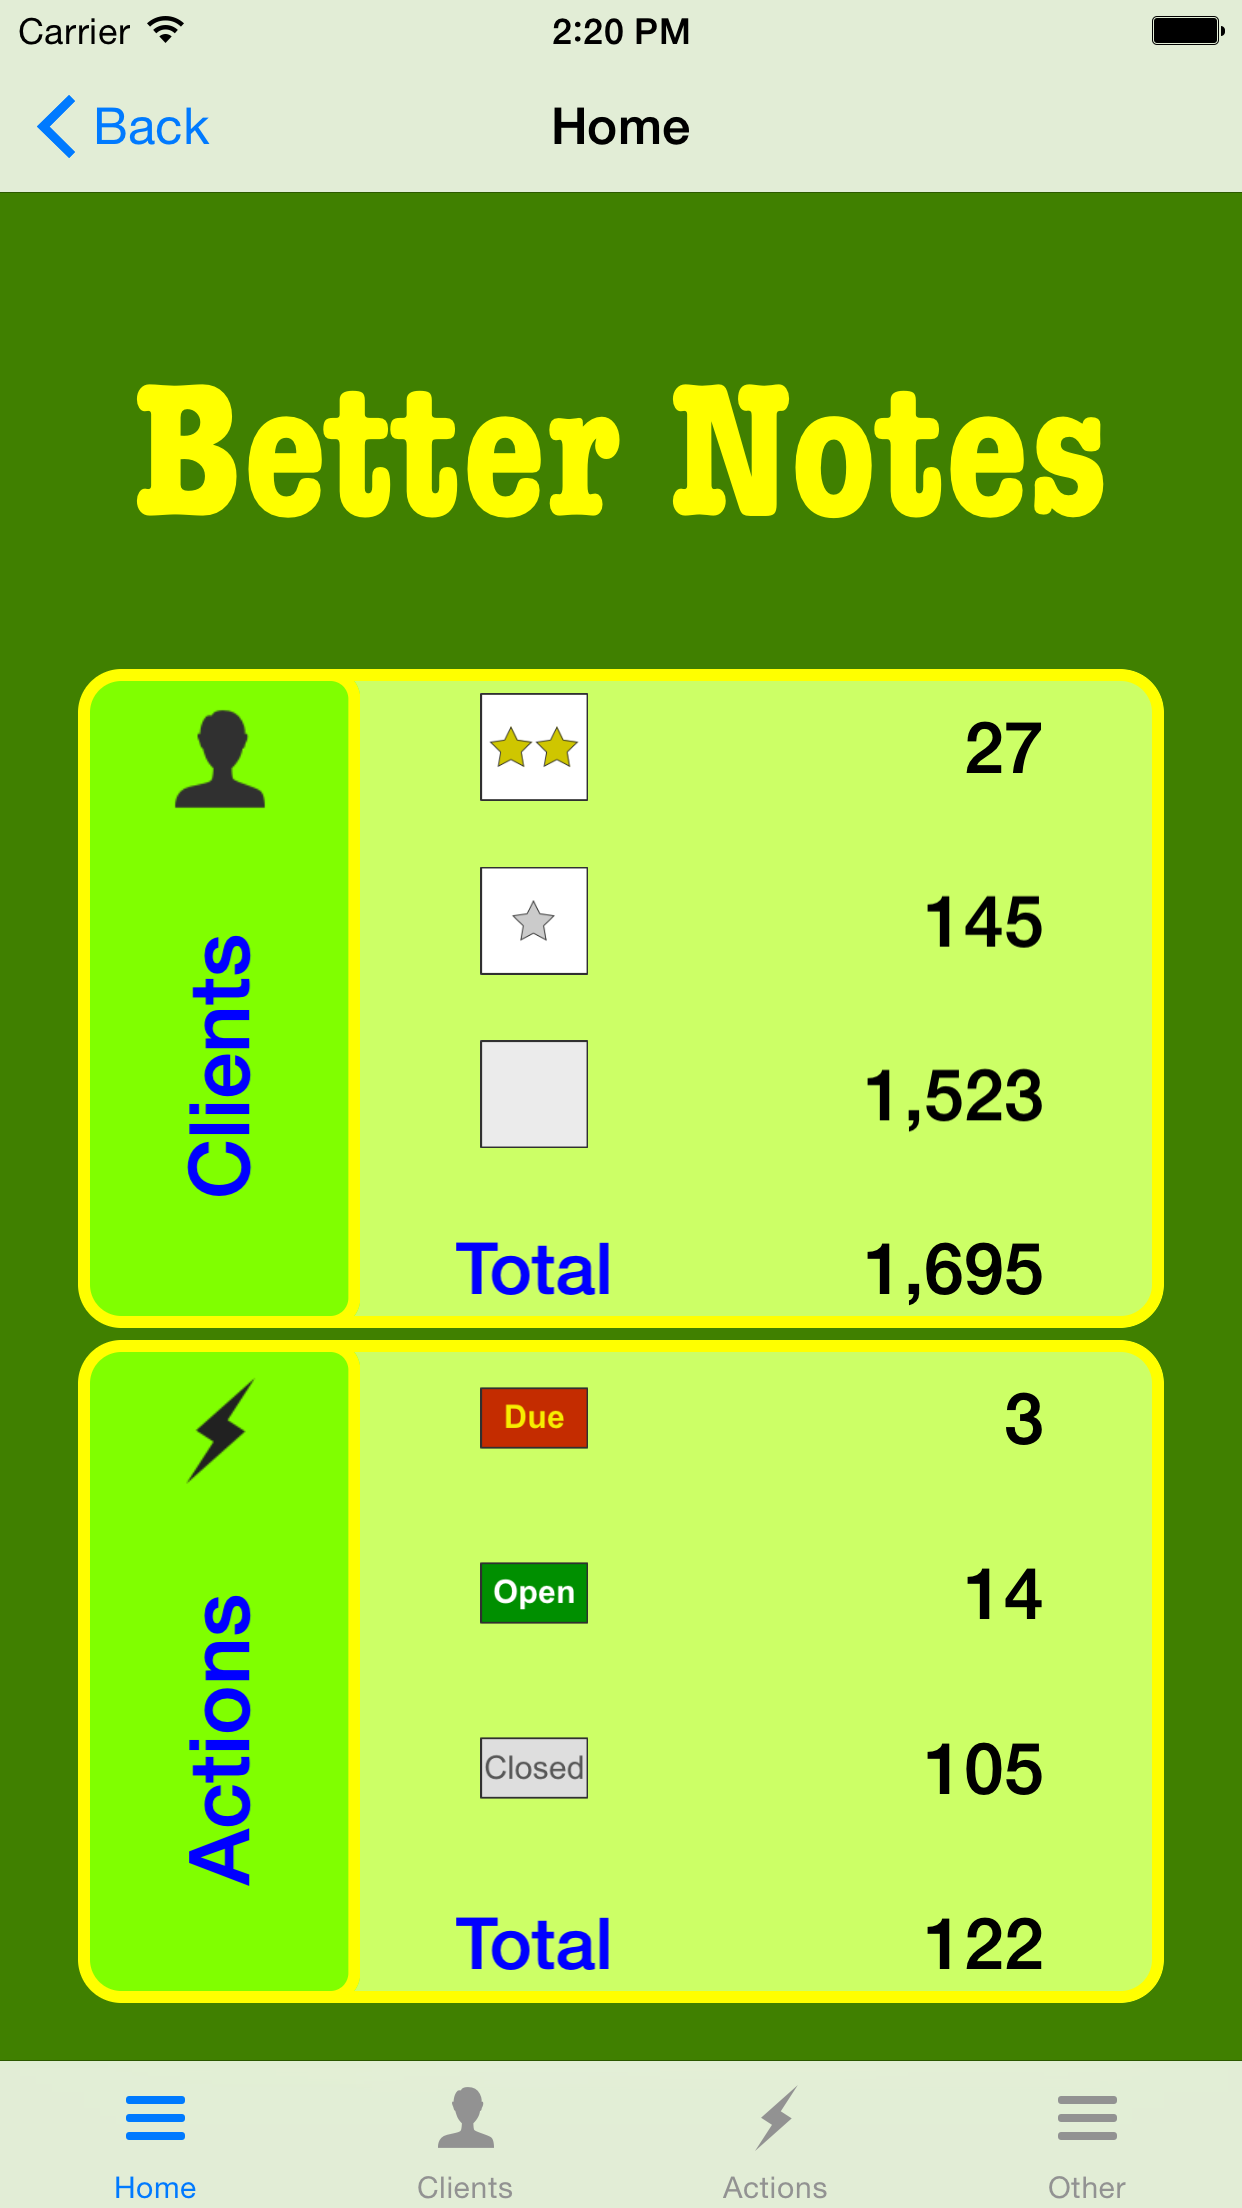 Carrier 2:20 PM
Back Home
Better Notes
Clients
27
145
1,523
Total 1,695
Actions
Due 3
Open 14
Closed 105
Total 122
Home Clients Actions Other